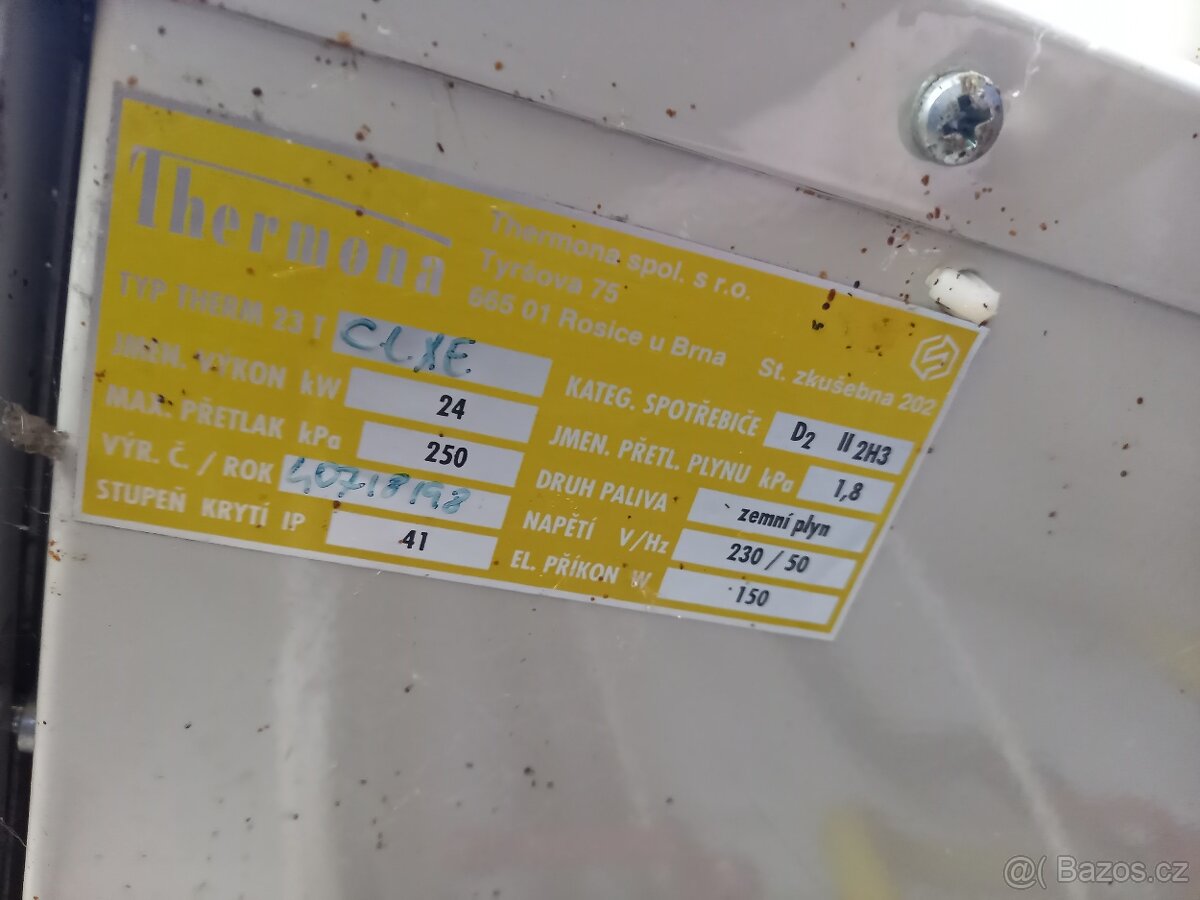 Thermona
Thermona spol. s r.o.
Tyršova 75
665 01 Rosice u Brna
St. zkušebna 202
TYP THERM 23 T CLXE
JMEN. VÝKON kW 24
MAX. PŘETLAK kPa 250
VÝR. Č. / ROK
STUPEŇ KRYTÍ IP 41
KATEG. SPOTŘEBIČE D2 II 2H3
JMEN. PŘETL. PLYNU kPa 1,8
DRUH PALIVA zemní plyn
NAPĚTÍ V/Hz 230 / 50
EL. PŘÍKON W 150
@( Bazos.cz